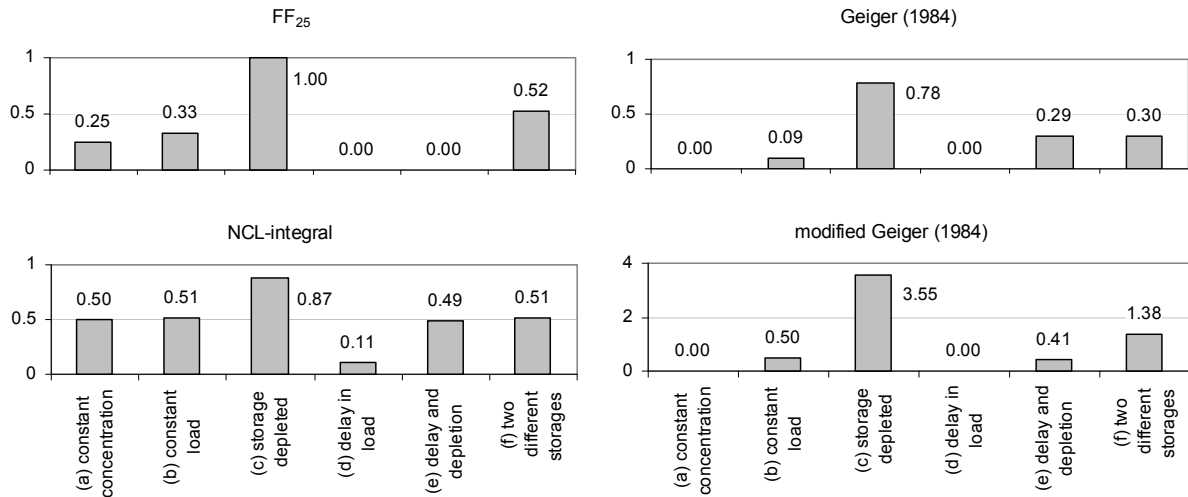 FF25
1
0.5
0
0.25
0.33
1.00
0.00
0.00
0.52
Geiger (1984)
1
0.5
0
0.00
0.09
0.78
0.00
0.29
0.30
NCL-integral
1
0.5
0
0.50
0.51
0.87
0.11
0.49
0.51
(a) constant
concentration
(b) constant
load
(c) storage
depleted
(d) delay in
load
(e) delay and
depletion
(f) two
different
storages
modified Geiger (1984)
4
2
0
0.00
0.50
3.55
0.00
0.41
1.38
(a) constant
concentration
(b) constant
load
(c) storage
depleted
(d) delay in
load
(e) delay and
depletion
(f) two
different
storages